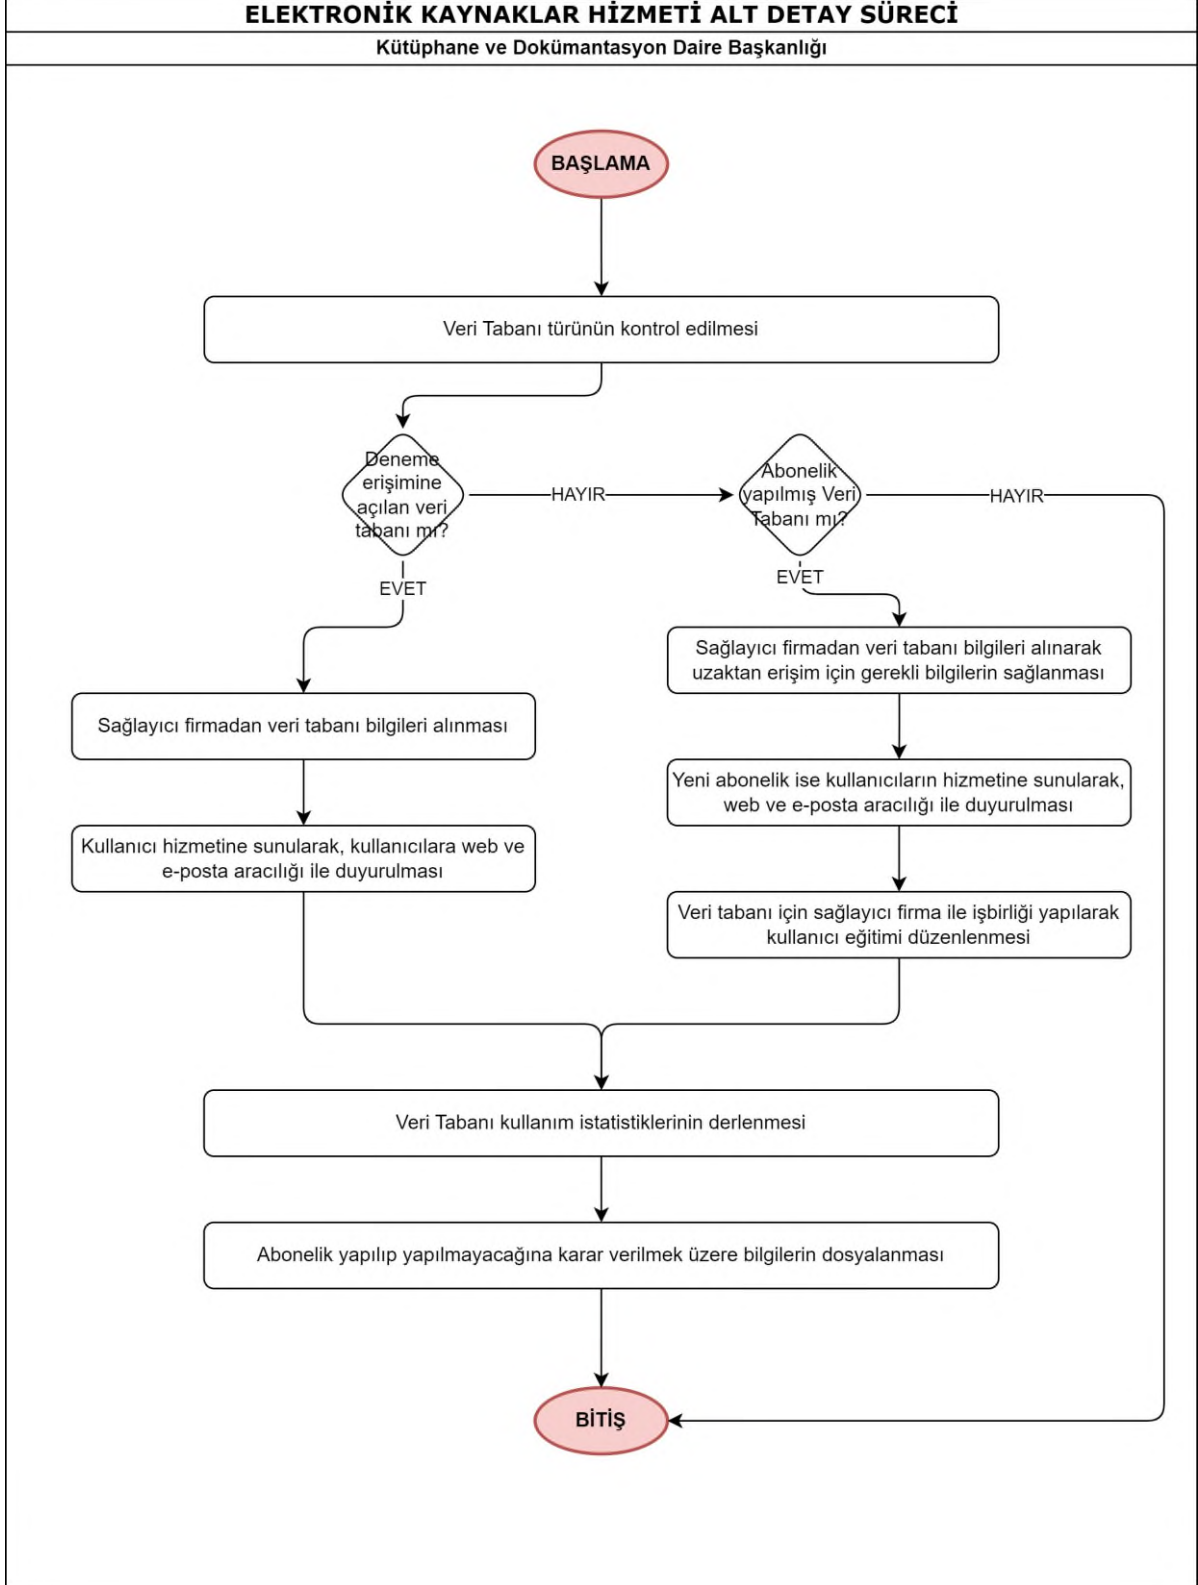 ELEKTRONİK KAYNAKLAR HİZMETİ ALT DETAY SÜRECİ
Kütüphane ve Dokümantasyon Daire Başkanlığı
BAŞLAMA
Veri Tabanı türünün kontrol edilmesi
Deneme
erişimine
açılan veri
tabanı mı?
HAYIR
Abonelik
yapılmış Veri
Tabanı mı?
HAYIR
EVET
EVET
Sağlayıcı firmadan veri tabanı bilgileri alınması
Kullanıcı hizmetine sunularak, kullanıcılara web ve
e-posta aracılığı ile duyurulması
Sağlayıcı firmadan veri tabanı bilgileri alınarak
uzaktan erişim için gerekli bilgilerin sağlanması
Yeni abonelik ise kullanıcıların hizmetine sunularak,
web ve e-posta aracılığı ile duyurulması
Veri tabanı için sağlayıcı firma ile işbirliği yapılarak
kullanıcı eğitimi düzenlenmesi
Veri Tabanı kullanım istatistiklerinin derlenmesi
Abonelik yapılıp yapılmayacağına karar verilmek üzere bilgilerin dosyalanması
BİTİŞ